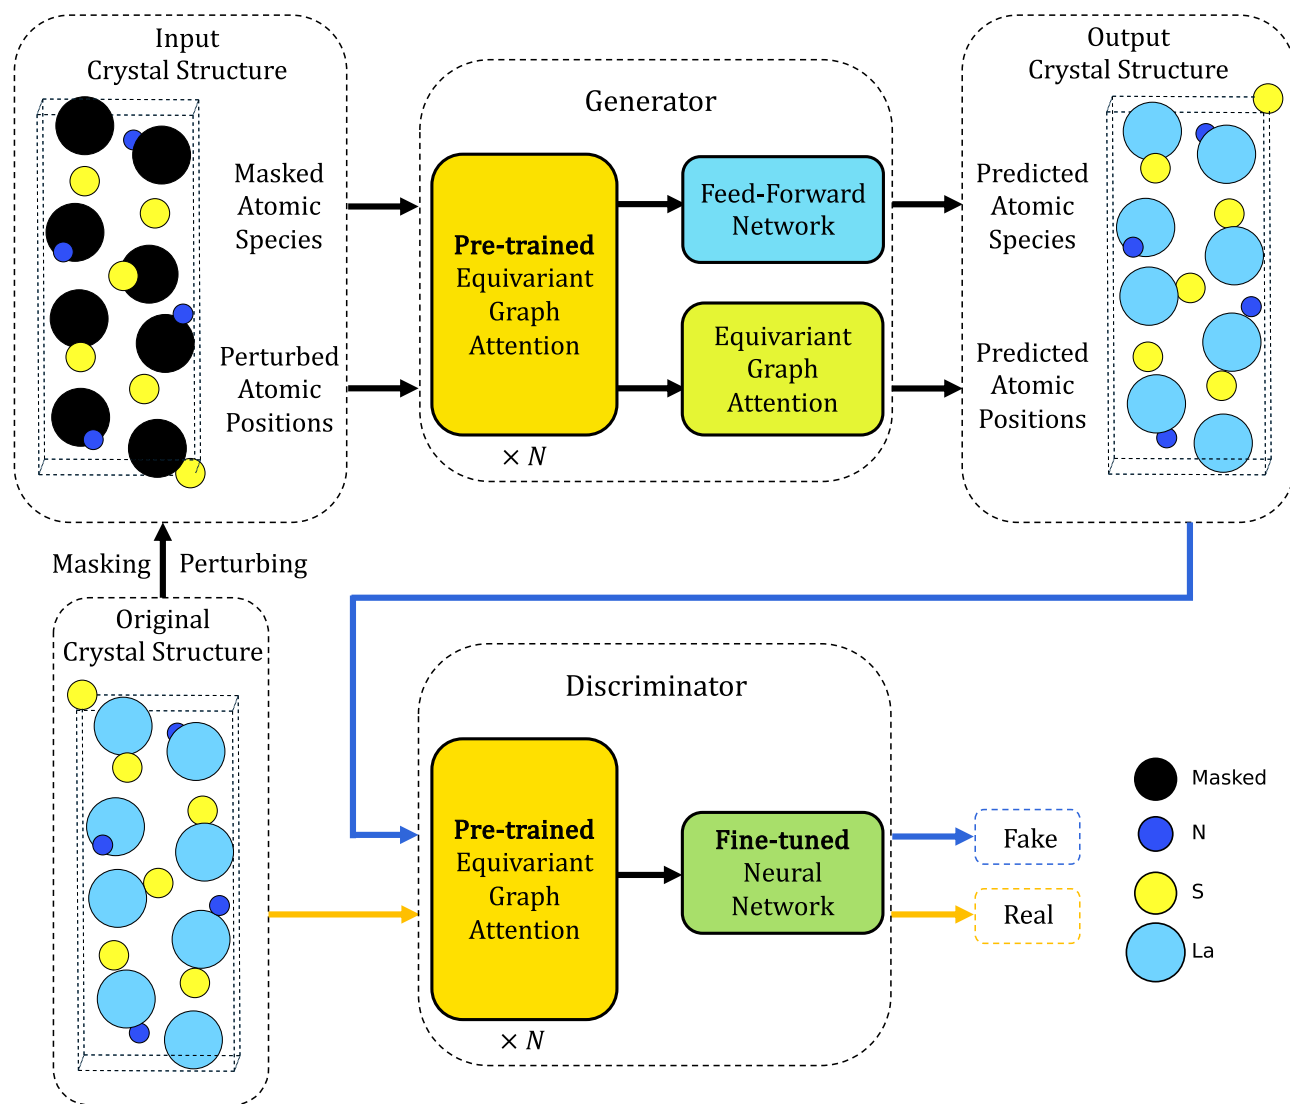 Input
Crystal Structure
Masked
Atomic
Species
Perturbed
Atomic
Positions
Generator
Pre-trained
Equivariant
Graph
Attention
× N
Feed-Forward
Network
Equivariant
Graph
Attention
Output
Crystal Structure
Predicted
Atomic
Species
Predicted
Atomic
Positions
Masking
Perturbing
Original
Crystal Structure
Discriminator
Pre-trained
Equivariant
Graph
Attention
× N
Fine-tuned
Neural
Network
Fake
Real
Masked
N
S
La